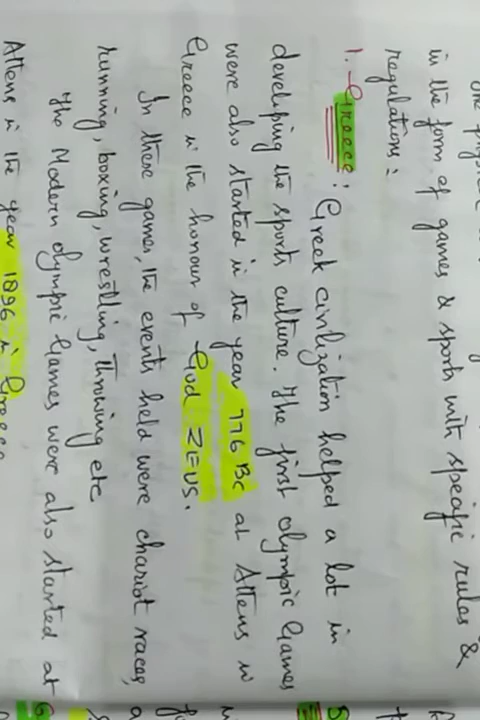 in the form of games & sports with specific rules &
regulations :
1. Greece : Greek civilization helped a lot in
developing the sports culture. The first Olympic Games
were also started in the year 776 BC at Athens in
Greece in the honour of God ZEUS.
In these games, the events held were chariot races,
running, boxing, wrestling, throwing etc
The Modern Olympic Games were also started at
Athens in the year 1896 in Greece